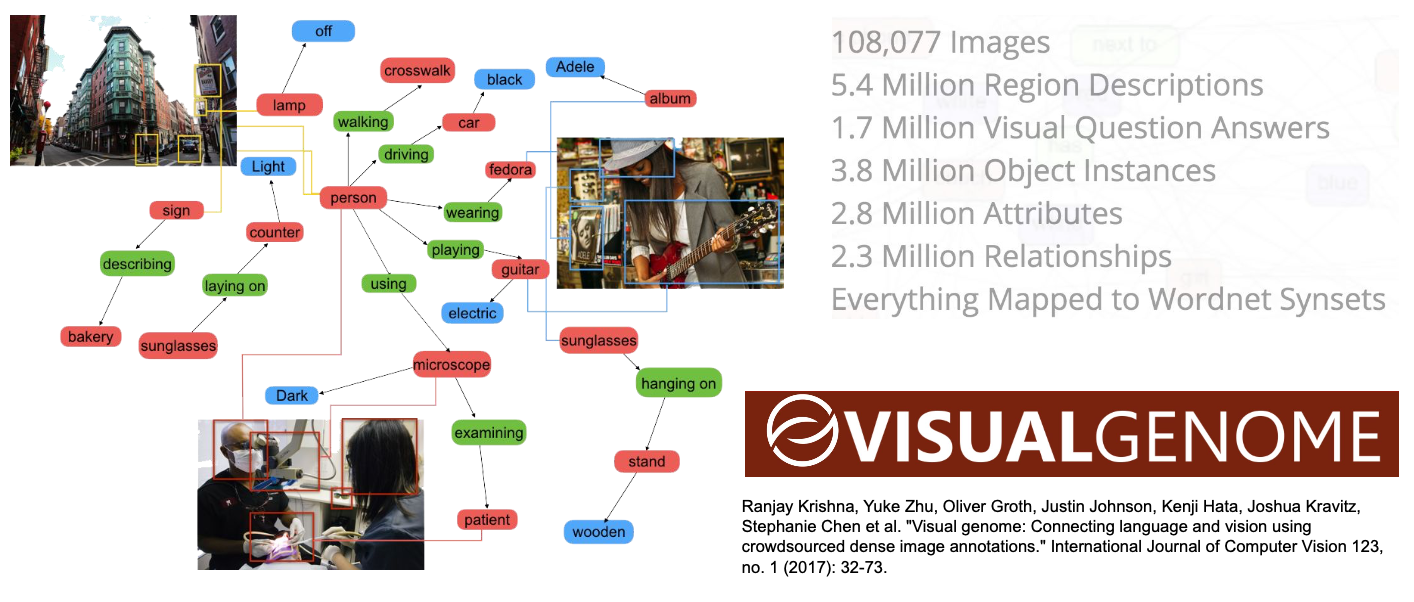 off
crosswalk
Adele
black
lamp
album
walking
car
driving
Light
fedora
person
wearing
sign
counter
playing
describing
guitar
laying on
using
electric
bakery
sunglasses
sunglasses
microscope
hanging on
Dark
examining
stand
patient
wooden
ADELE
108,077 Images
5.4 Million Region Descriptions
1.7 Million Visual Question Answers
3.8 Million Object Instances
2.8 Million Attributes
2.3 Million Relationships
Everything Mapped to Wordnet Synsets
next to
blue
VISUALGENOME
Ranjay Krishna, Yuke Zhu, Oliver Groth, Justin Johnson, Kenji Hata, Joshua Kravitz,
Stephanie Chen et al. "Visual genome: Connecting language and vision using
crowdsourced dense image annotations." International Journal of Computer Vision 123,
no. 1 (2017): 32-73.